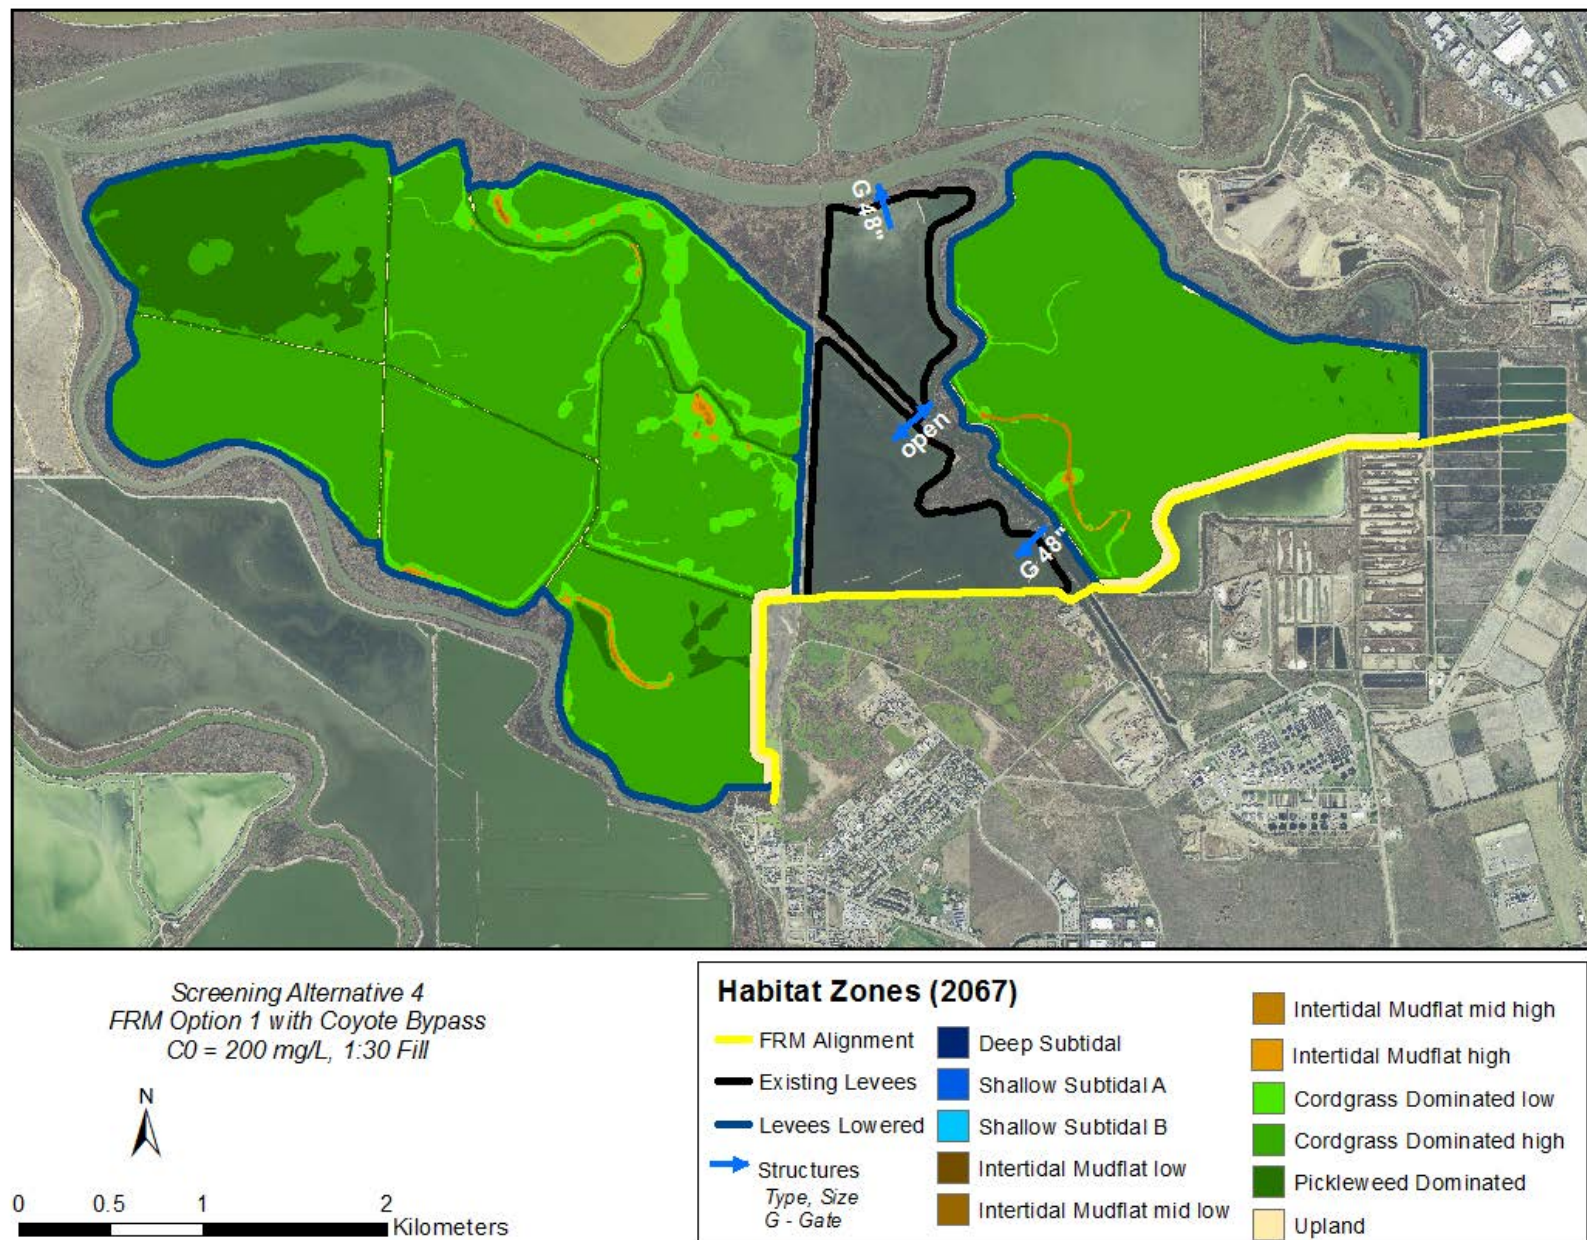 G 48"
open
G 48"
Screening Alternative 4
FRM Option 1 with Coyote Bypass
C0 = 200 mg/L, 1:30 Fill
N
0 0.5 1 2
Kilometers
Habitat Zones (2067)
FRM Alignment
Existing Levees
Levees Lowered
Structures
Type, Size
G - Gate
Deep Subtidal
Shallow Subtidal A
Shallow Subtidal B
Intertidal Mudflat low
Intertidal Mudflat mid low
Intertidal Mudflat mid high
Intertidal Mudflat high
Cordgrass Dominated low
Cordgrass Dominated high
Pickleweed Dominated
Upland